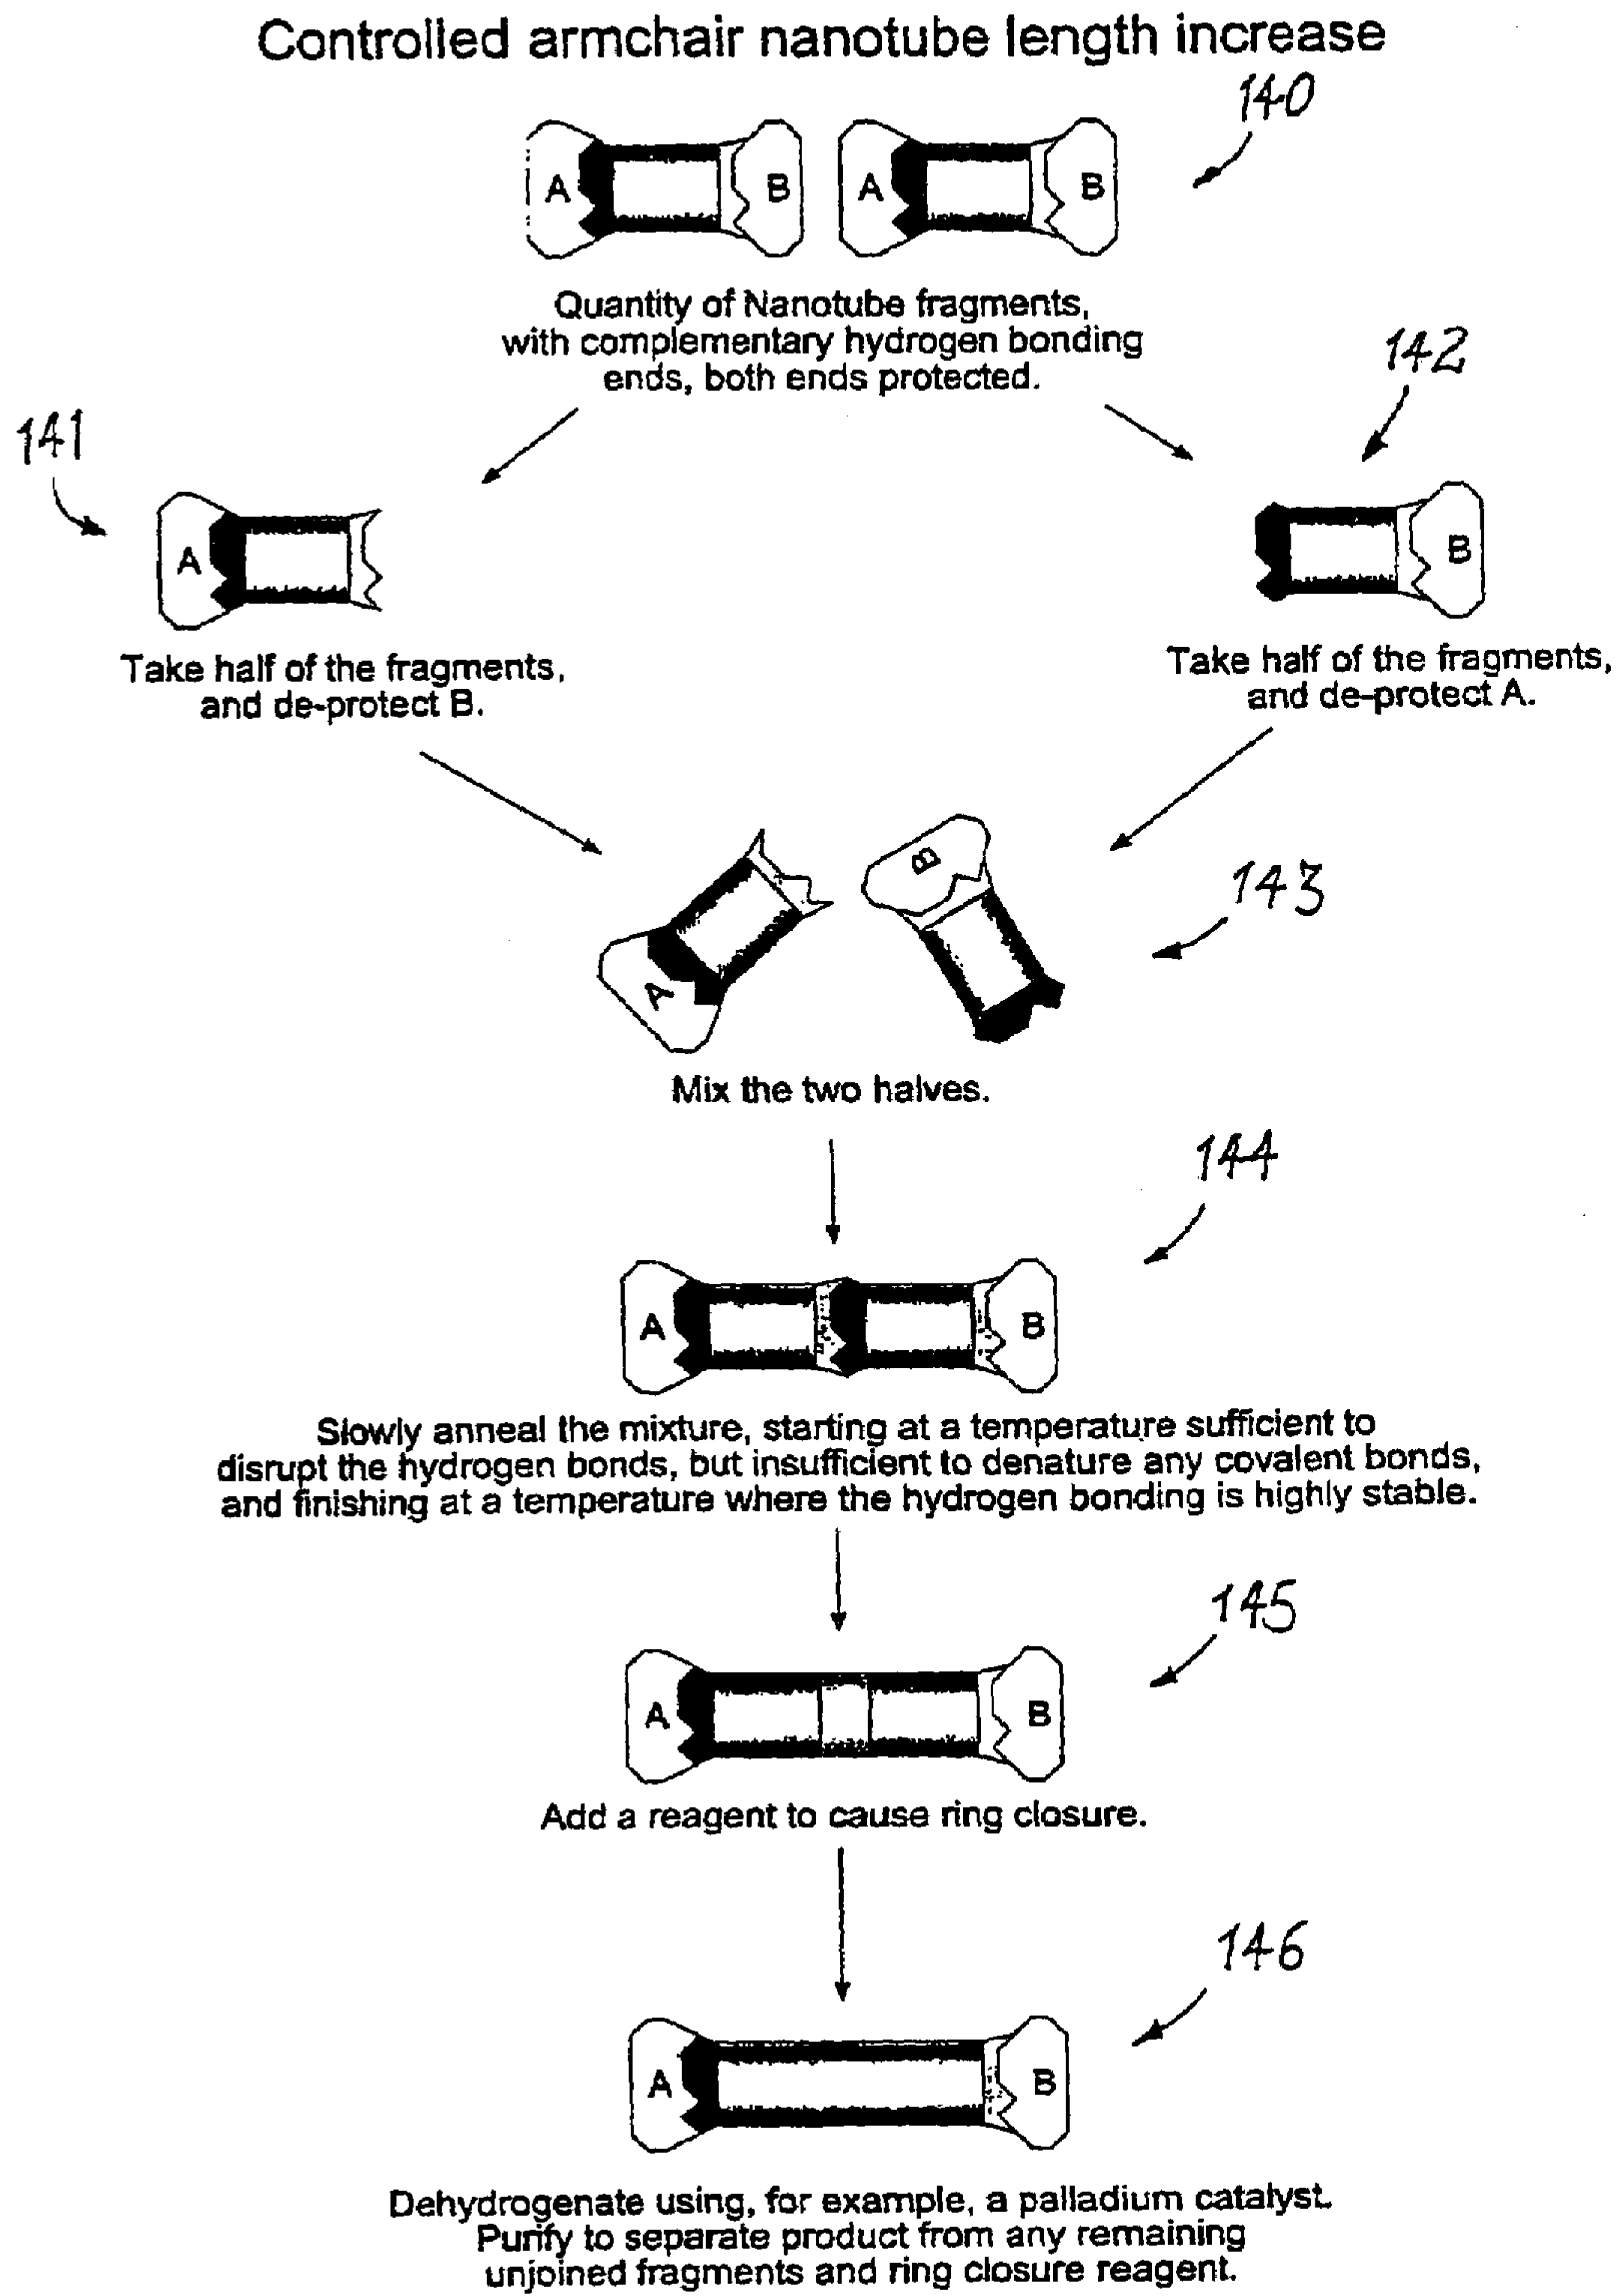 Controlled armchair nanotube length increase
140
A B A B
Quantity of Nanotube fragments,
with complementary hydrogen bonding
ends, both ends protected.
141
142
A
B
Take half of the fragments,
and de-protect B.
Take half of the fragments,
and de-protect A.
B
143
A
Mix the two halves.
144
A B
Slowly anneal the mixture, starting at a temperature sufficient to
disrupt the hydrogen bonds, but insufficient to denature any covalent bonds,
and finishing at a temperature where the hydrogen bonding is highly stable.
145
A B
Add a reagent to cause ring closure.
146
A B
Dehydrogenate using, for example, a palladium catalyst.
Purify to separate product from any remaining
unjoined fragments and ring closure reagent.